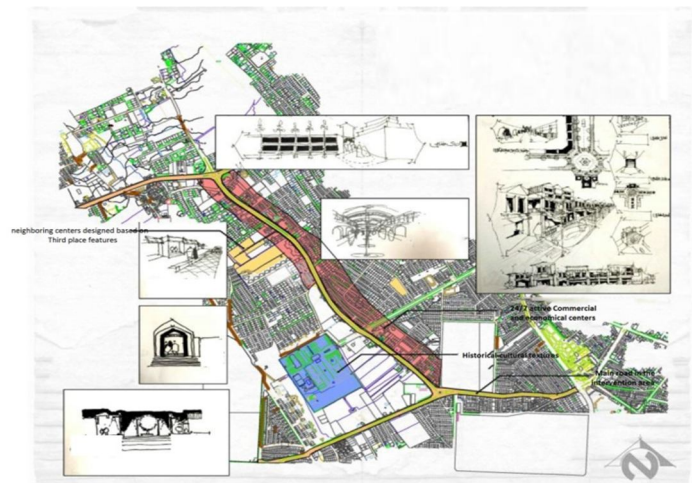 neighboring centers designed based on
Third place features
24/7 active Commercial
and economical centers
Historical-cultural textures
Main road in the
intervention area